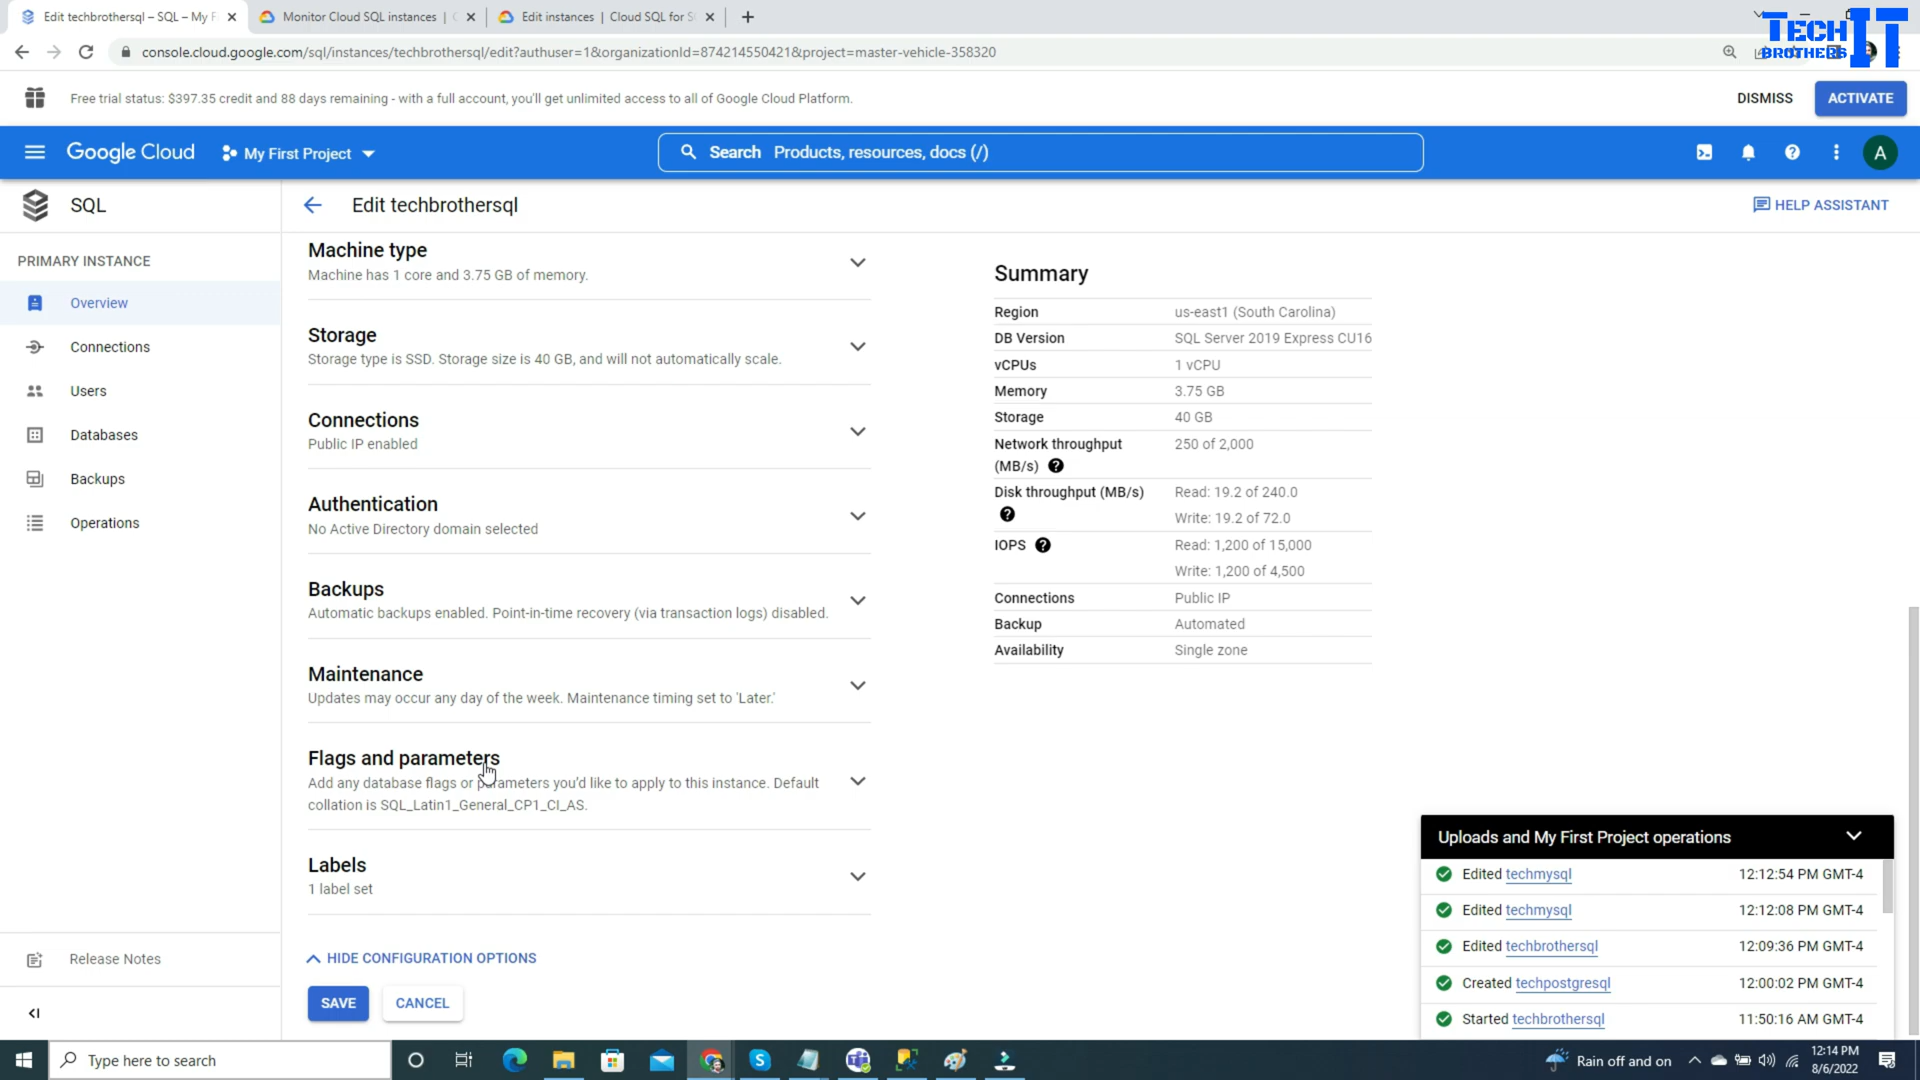 Edit techbrothersql – SQL – My F
Monitor Cloud SQL instances | C
Edit instances | Cloud SQL for S
console.cloud.google.com/sql/instances/techbrothersql/edit?authuser=1&organizationId=874214550421&project=master-vehicle-358320
TECH IT
BROTHERS
Free trial status: $397.35 credit and 88 days remaining - with a full account, you'll get unlimited access to all of Google Cloud Platform.
DISMISS
ACTIVATE
Google Cloud
My First Project
Search Products, resources, docs (/)
A
SQL
Edit techbrothersql
HELP ASSISTANT
PRIMARY INSTANCE
Overview
Connections
Users
Databases
Backups
Operations
Release Notes
Machine type
Machine has 1 core and 3.75 GB of memory.
Storage
Storage type is SSD. Storage size is 40 GB, and will not automatically scale.
Connections
Public IP enabled
Authentication
No Active Directory domain selected
Backups
Automatic backups enabled. Point-in-time recovery (via transaction logs) disabled.
Maintenance
Updates may occur any day of the week. Maintenance timing set to 'Later.'
Flags and parameters
Add any database flags or parameters you'd like to apply to this instance. Default
collation is SQL_Latin1_General_CP1_CI_AS.
Labels
1 label set
HIDE CONFIGURATION OPTIONS
SAVE
CANCEL
Summary
Region us-east1 (South Carolina)
DB Version SQL Server 2019 Express CU16
vCPUs 1 vCPU
Memory 3.75 GB
Storage 40 GB
Network throughput 250 of 2,000
(MB/s)
Disk throughput (MB/s) Read: 19.2 of 240.0
Write: 19.2 of 72.0
IOPS Read: 1,200 of 15,000
Write: 1,200 of 4,500
Connections Public IP
Backup Automated
Availability Single zone
Uploads and My First Project operations
Edited techmysql 12:12:54 PM GMT-4
Edited techmysql 12:12:08 PM GMT-4
Edited techbrothersql 12:09:36 PM GMT-4
Created techpostgresql 12:00:02 PM GMT-4
Started techbrothersql 11:50:16 AM GMT-4
Type here to search
Rain off and on
12:14 PM
8/6/2022